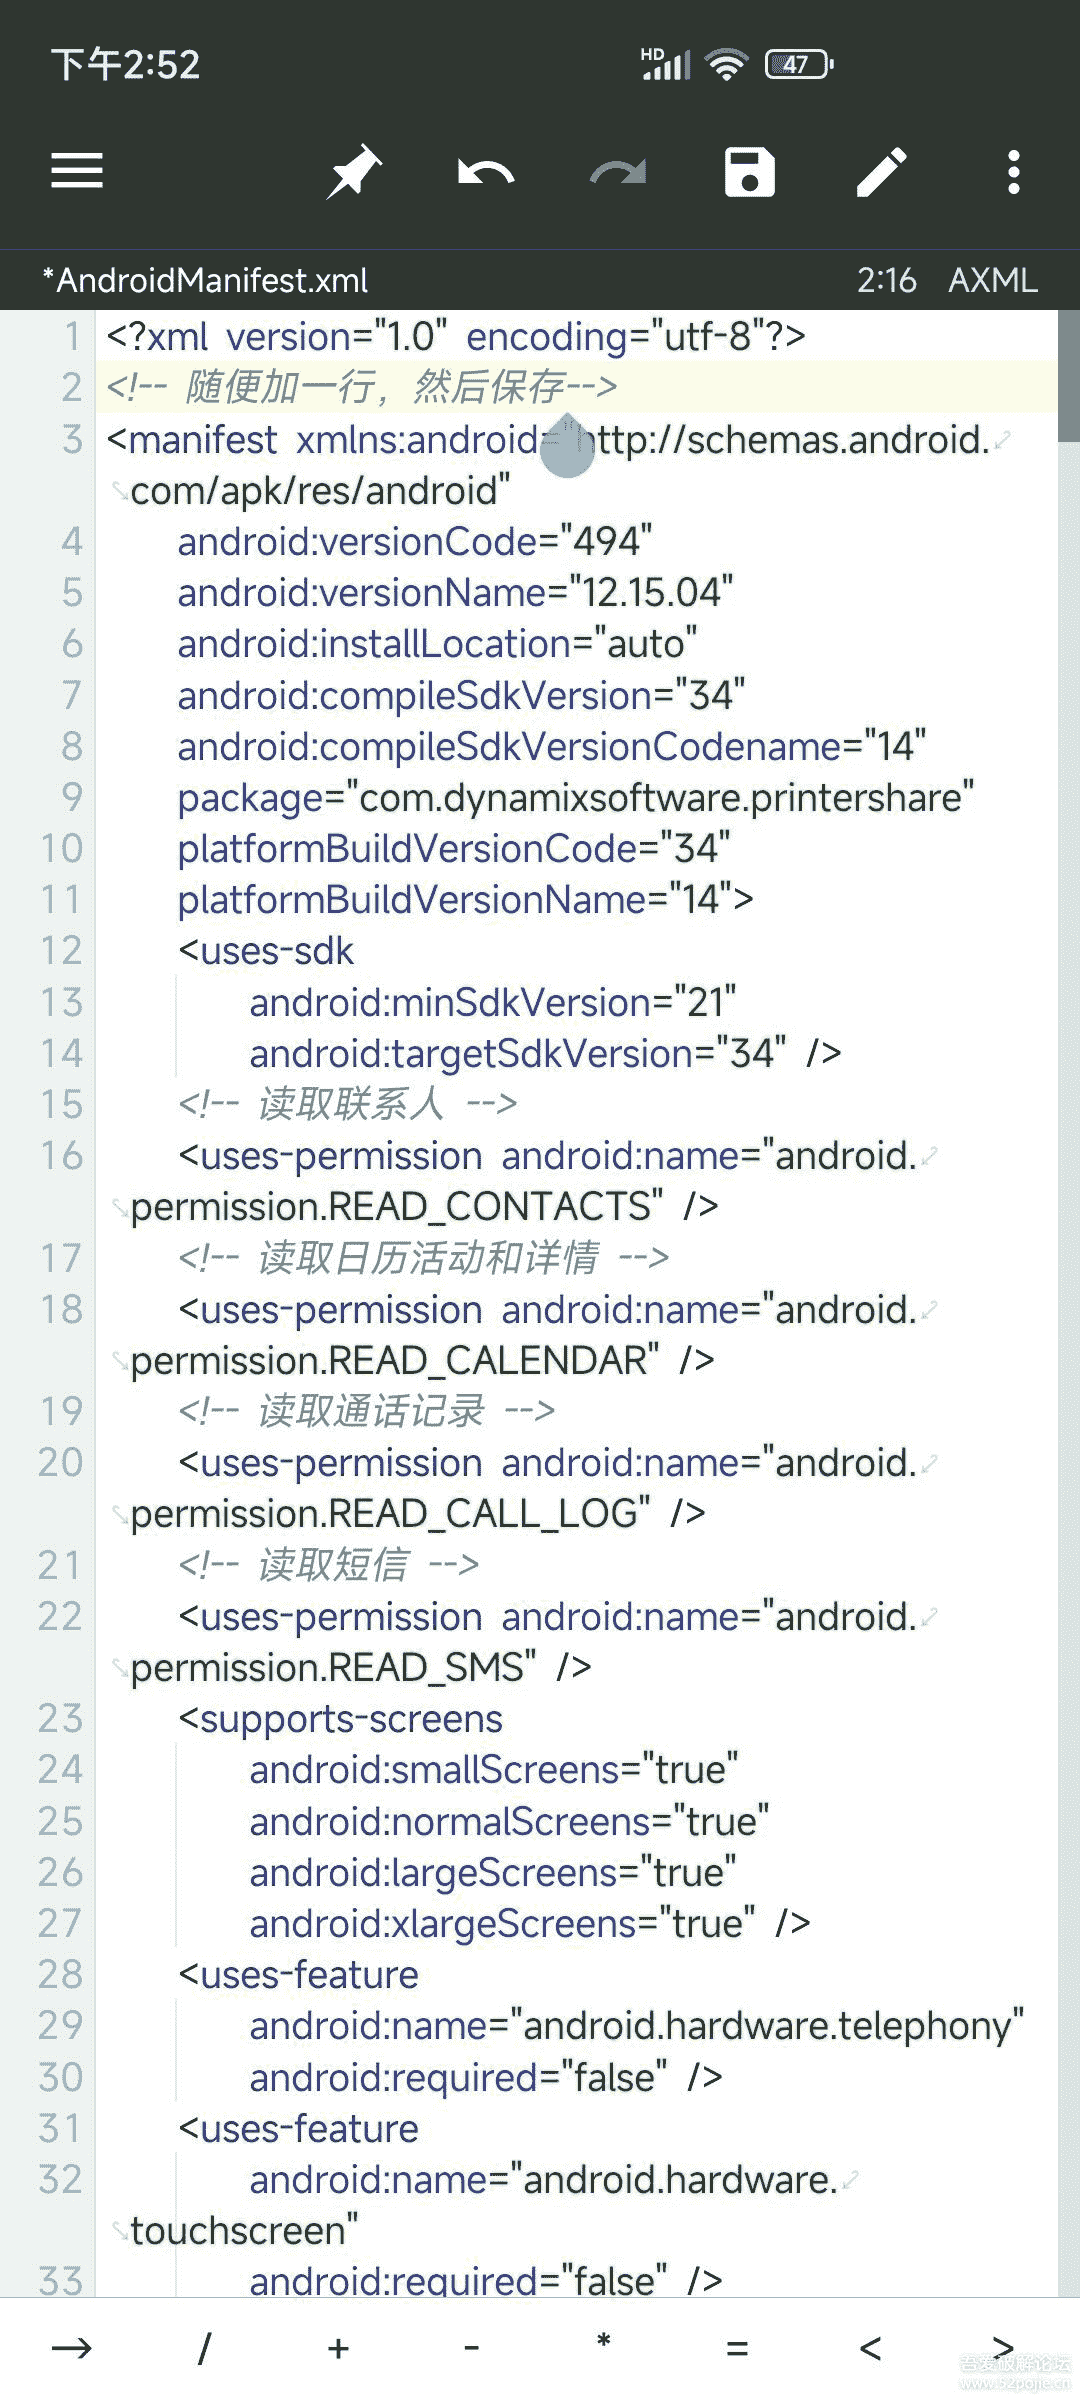 下午2:52
HD
47
*AndroidManifest.xml 2:16 AXML
1 <?xml version="1.0" encoding="utf-8"?>
2 <!-- 随便加一行，然后保存-->
3 <manifest xmlns:android="http://schemas.android.
com/apk/res/android"
4 android:versionCode="494"
5 android:versionName="12.15.04"
6 android:installLocation="auto"
7 android:compileSdkVersion="34"
8 android:compileSdkVersionCodename="14"
9 package="com.dynamixsoftware.printershare"
10 platformBuildVersionCode="34"
11 platformBuildVersionName="14">
12 <uses-sdk
13 android:minSdkVersion="21"
14 android:targetSdkVersion="34" />
15 <!-- 读取联系人 -->
16 <uses-permission android:name="android.
permission.READ_CONTACTS" />
17 <!-- 读取日历活动和详情 -->
18 <uses-permission android:name="android.
permission.READ_CALENDAR" />
19 <!-- 读取通话记录 -->
20 <uses-permission android:name="android.
permission.READ_CALL_LOG" />
21 <!-- 读取短信 -->
22 <uses-permission android:name="android.
permission.READ_SMS" />
23 <supports-screens
24 android:smallScreens="true"
25 android:normalScreens="true"
26 android:largeScreens="true"
27 android:xlargeScreens="true" />
28 <uses-feature
29 android:name="android.hardware.telephony"
30 android:required="false" />
31 <uses-feature
32 android:name="android.hardware.
touchscreen"
33 android:required="false" />
→ / + - * = < >
吾爱破解论坛
www.52pojie.cn